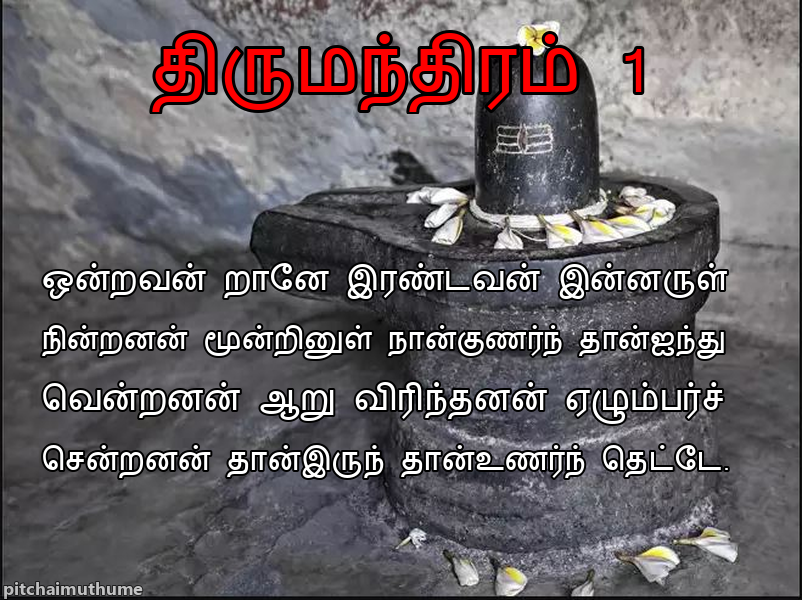 திருமந்திரம் 1
ஒன்றவன் றானே இரண்டவன் இன்னருள்
நின்றனன் மூன்றினுள் நான்குணர்ந் தான்ஐந்து
வென்றனன் ஆறு விரிந்தனன் ஏழும்பர்ச்
சென்றனன் தான்இருந் தான்உணர்ந் தெட்டே.
pitchaimuthume